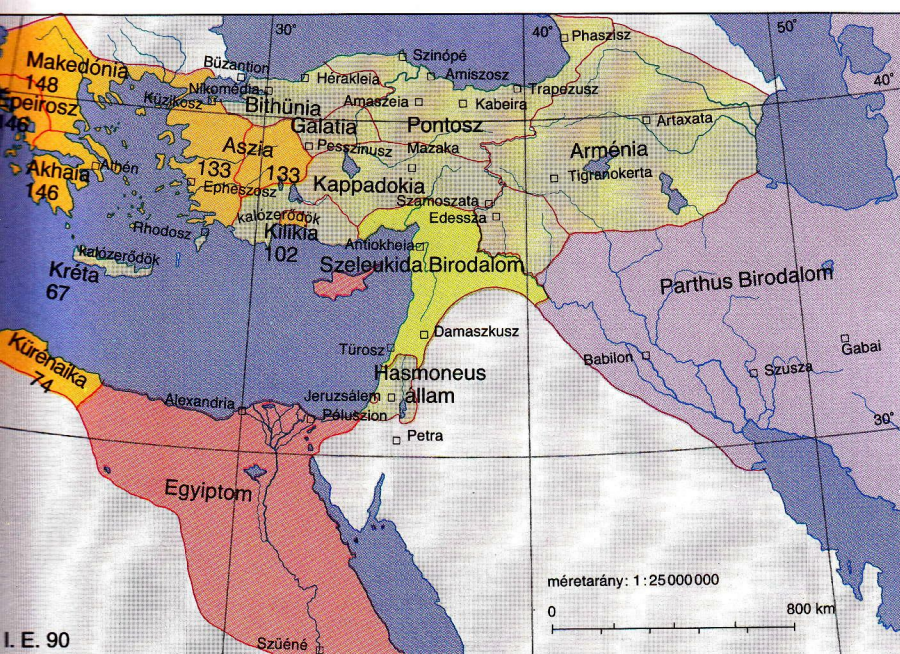 30°
40°
50°
Phaszisz
Szinópé
Makedónia
148
Büzantion
Hérakleia
Amiszosz
40°
Nikomédia
Trapezusz
Epeirosz
146
Küzikosz
Bithünia
Amaszeia
Kabeira
Galatia
Pontosz
Artaxata
Aszia
133
133
Pesszinusz
Mazaka
Arménia
Athén
Akhaia
146
Epheszosz
Kappadokia
Tigranokerta
Szamoszata
kalózerődök
Edessza
Rhodosz
Kilikia
102
Antiokheia
kalózerődök
Szeleukida Birodalom
Kréta
67
Parthus Birodalom
Damaszkusz
Kürénaika
74
Türosz
Babilon
Gabai
Szusza
Hasmoneus
állam
Alexandria
Jeruzsálem
Péluszion
30°
Petra
Egyiptom
méretarány: 1:25 000 000
0
800 km
I. E. 90
Szüéné